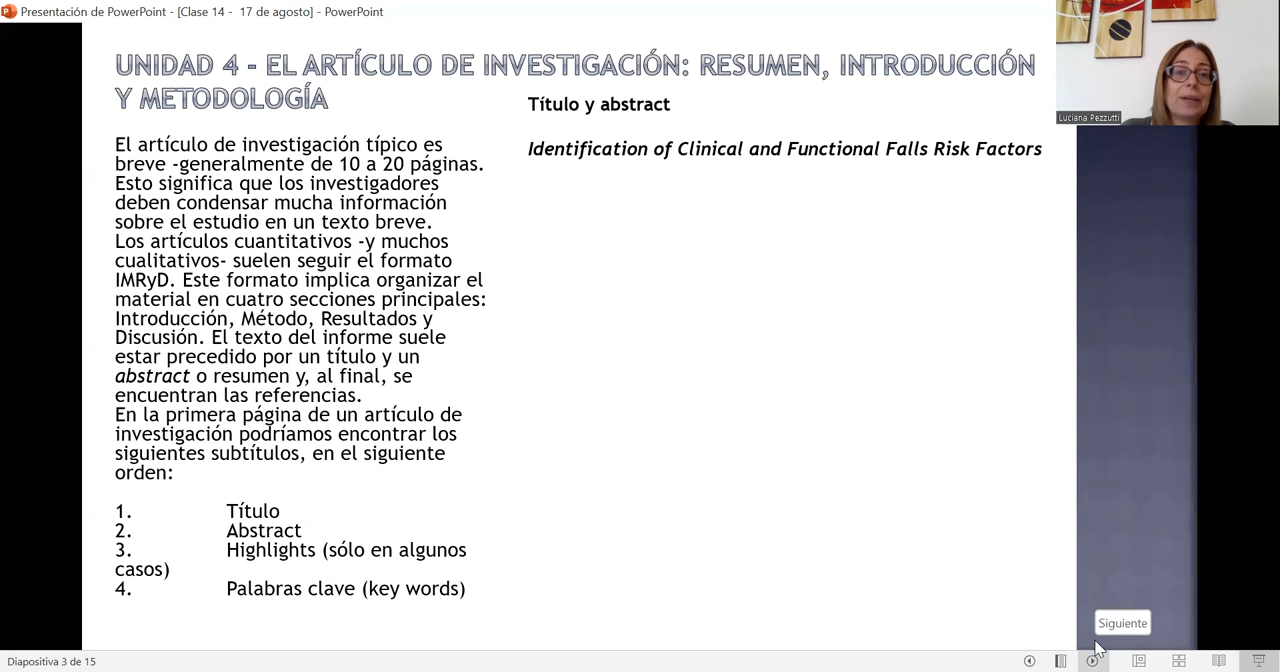 Presentación de PowerPoint - [Clase 14 -  17 de agosto] - PowerPoint
UNIDAD 4 - EL ARTÍCULO DE INVESTIGACIÓN: RESUMEN, INTRODUCCIÓN
Y METODOLOGÍA
El artículo de investigación típico es
breve -generalmente de 10 a 20 páginas.
Esto significa que los investigadores
deben condensar mucha información
sobre el estudio en un texto breve.
Los artículos cuantitativos -y muchos
cualitativos- suelen seguir el formato
IMRyD. Este formato implica organizar el
material en cuatro secciones principales:
Introducción, Método, Resultados y
Discusión. El texto del informe suele
estar precedido por un título y un
abstract o resumen y, al final, se
encuentran las referencias.
En la primera página de un artículo de
investigación podríamos encontrar los
siguientes subtítulos, en el siguiente
orden:
1. Título
2. Abstract
3. Highlights (sólo en algunos
casos)
4. Palabras clave (key words)
Título y abstract
Identification of Clinical and Functional Falls Risk Factors
Luciana Pezzutti
Siguiente
Diapositiva 3 de 15